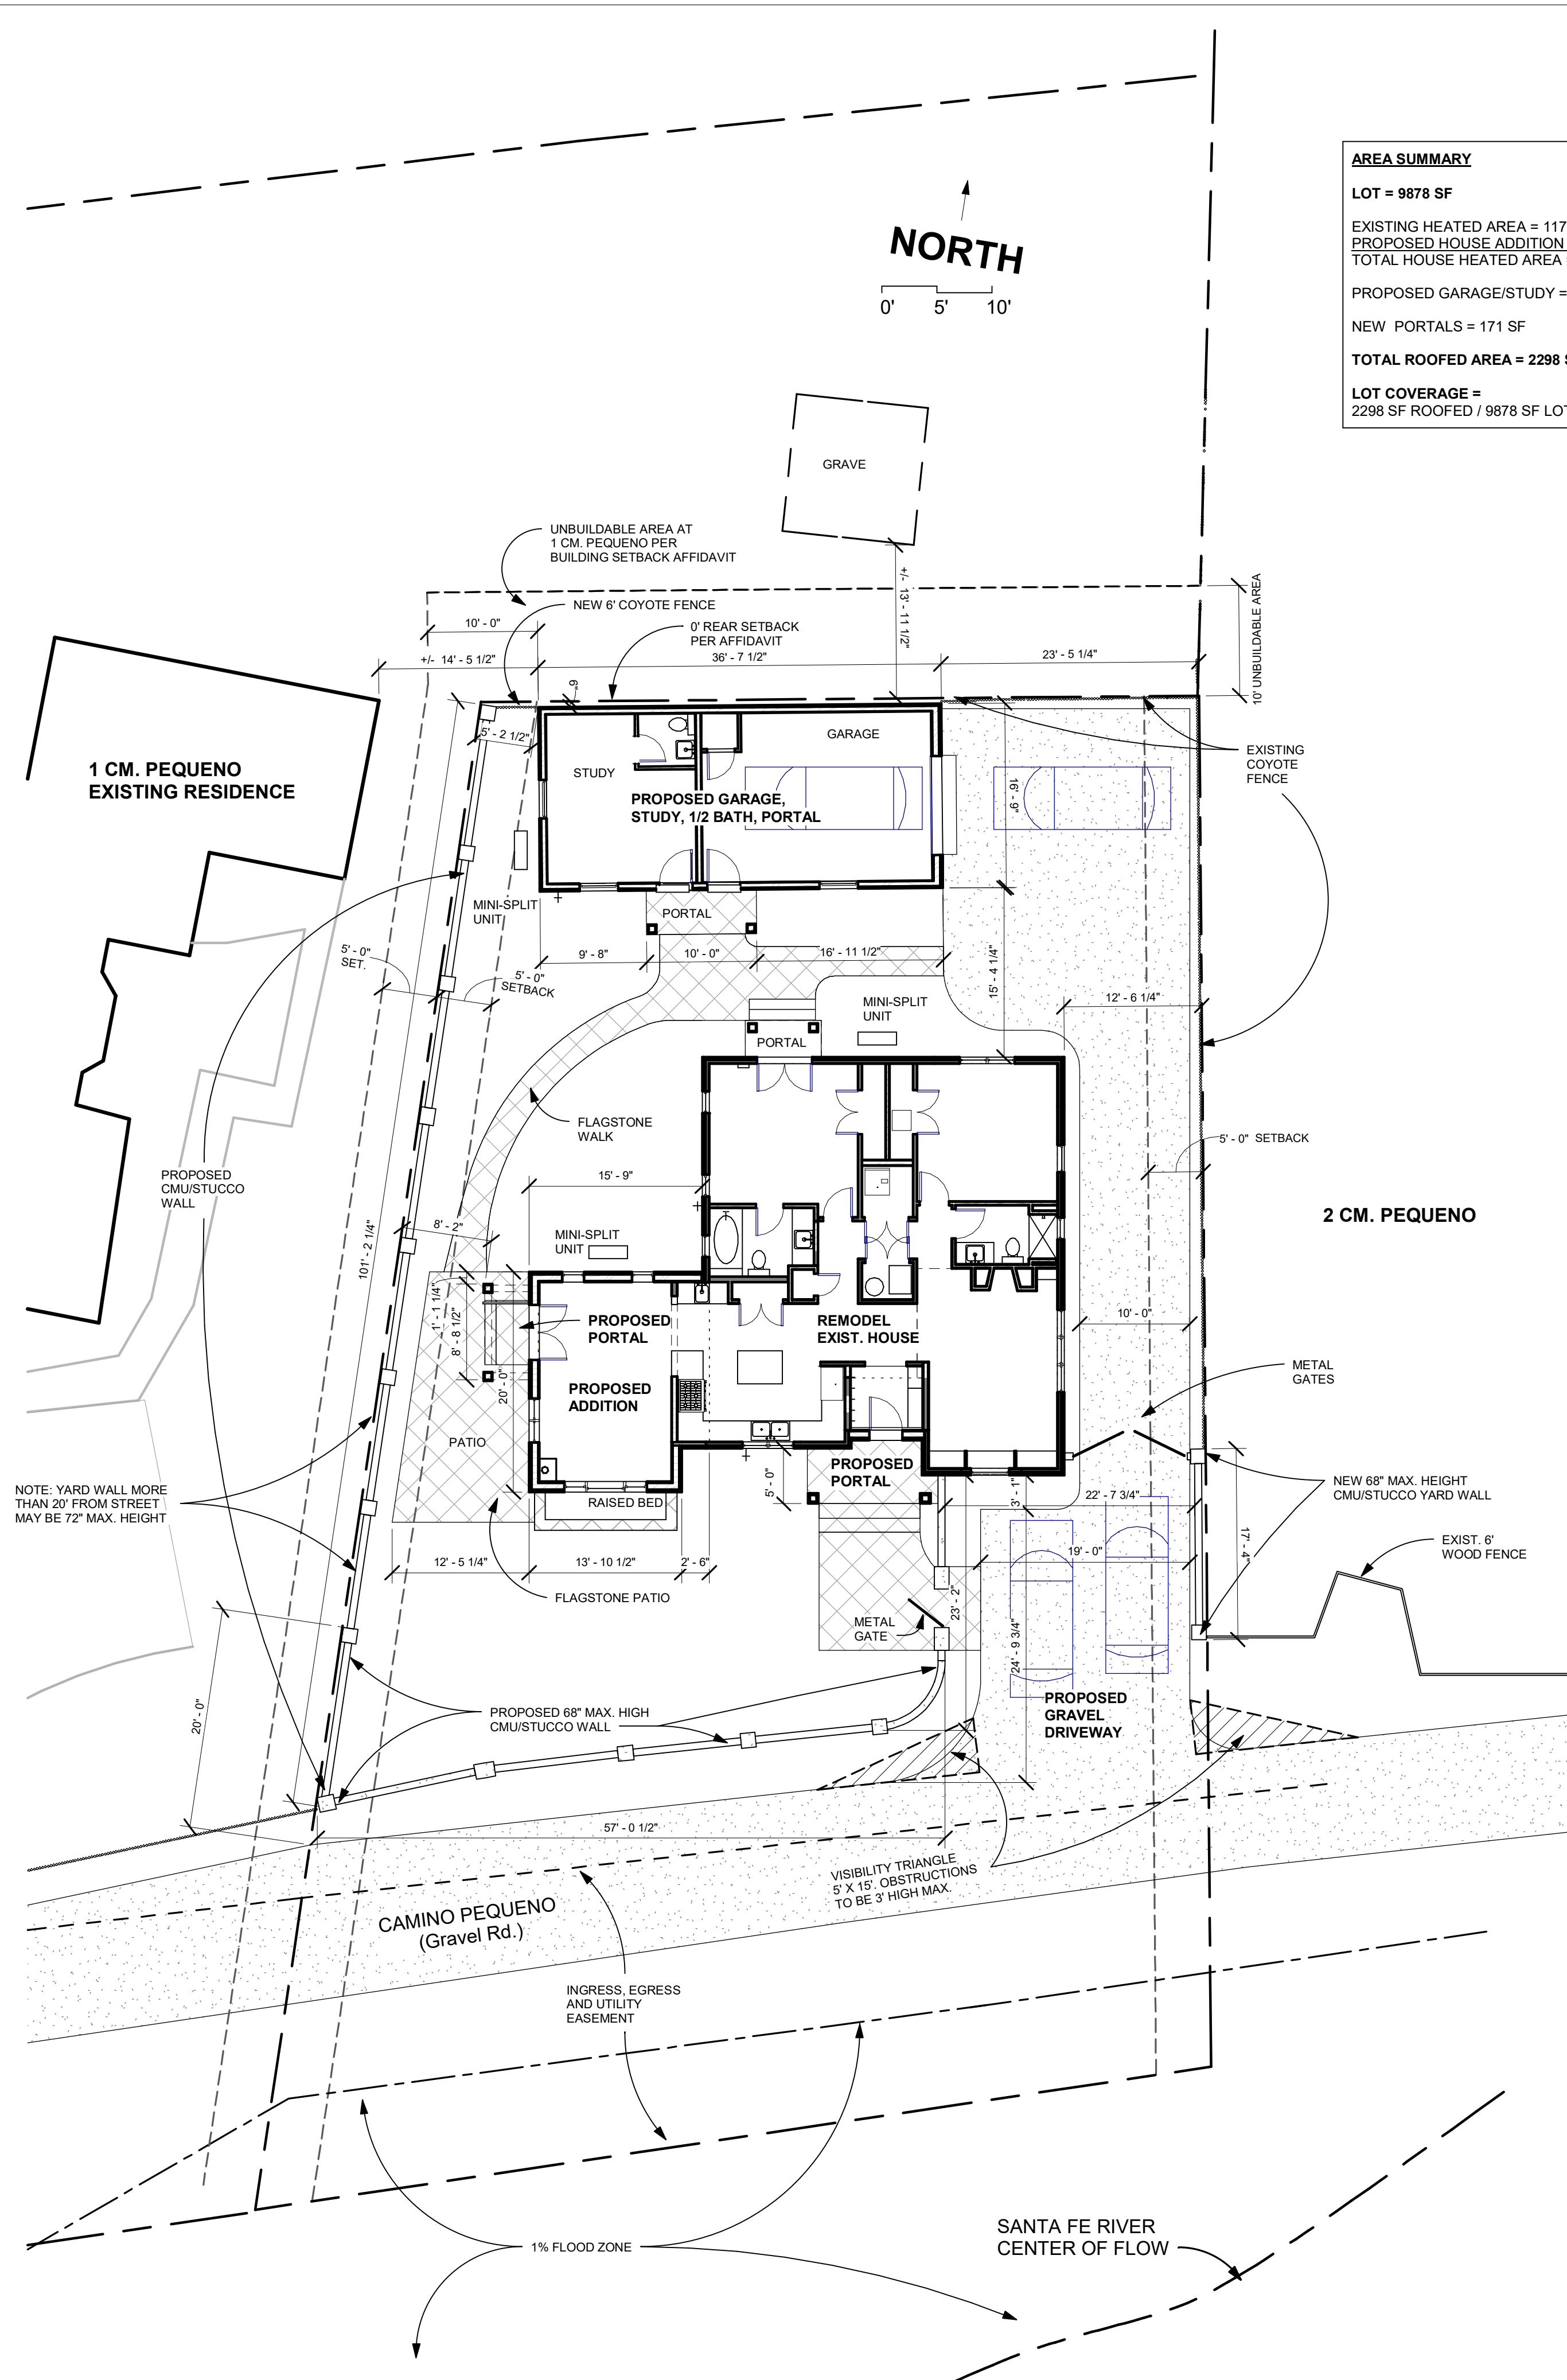 AREA SUMMARY
LOT = 9878 SF
EXISTING HEATED AREA = 117
PROPOSED HOUSE ADDITION
TOTAL HOUSE HEATED AREA
PROPOSED GARAGE/STUDY =
NEW PORTALS = 171 SF
TOTAL ROOFED AREA = 2298
LOT COVERAGE =
2298 SF ROOFED / 9878 SF LOT
NORTH
0' 5' 10'
GRAVE
UNBUILDABLE AREA AT
1 CM. PEQUENO PER
BUILDING SETBACK AFFIDAVIT
NEW 6' COYOTE FENCE
10' - 0"
0' REAR SETBACK
PER AFFIDAVIT
+/- 13' - 11 1/2"
10' UNBUILDABLE AREA
+/- 14' - 5 1/2"
36' - 7 1/2"
23' - 5 1/4"
6"
5' - 2 1/2"
1 CM. PEQUENO
EXISTING RESIDENCE
STUDY
GARAGE
PROPOSED GARAGE,
STUDY, 1/2 BATH, PORTAL
16' - 9"
EXISTING
COYOTE
FENCE
MINI-SPLIT
UNIT
PORTAL
5' - 0"
SET.
5' - 0"
SETBACK
9' - 8"
10' - 0"
16' - 11 1/2"
15' - 4 1/4"
12' - 6 1/4"
MINI-SPLIT
UNIT
PORTAL
FLAGSTONE
WALK
5' - 0" SETBACK
PROPOSED
CMU/STUCCO
WALL
15' - 9"
2 CM. PEQUENO
8' - 2"
MINI-SPLIT
UNIT
101' - 2 1/4"
1' - 1 1/4"
8' - 8 1/2"
20' - 0"
PROPOSED
PORTAL
REMODEL
EXIST. HOUSE
10' - 0"
METAL
GATES
PROPOSED
ADDITION
PATIO
PROPOSED
PORTAL
5' - 0"
3' - 1"
NOTE: YARD WALL MORE
THAN 20' FROM STREET
MAY BE 72" MAX. HEIGHT
RAISED BED
22' - 7 3/4"
NEW 68" MAX. HEIGHT
CMU/STUCCO YARD WALL
17' - 4"
EXIST. 6'
WOOD FENCE
12' - 5 1/4"
13' - 10 1/2"
2' - 6"
19' - 0"
FLAGSTONE PATIO
23' - 2"
METAL
GATE
24' - 9 3/4"
20' - 0"
PROPOSED 68" MAX. HIGH
CMU/STUCCO WALL
PROPOSED
GRAVEL
DRIVEWAY
57' - 0 1/2"
VISIBILITY TRIANGLE
5' X 15'. OBSTRUCTIONS
TO BE 3' HIGH MAX.
CAMINO PEQUENO
(Gravel Rd.)
INGRESS, EGRESS
AND UTILITY
EASEMENT
1% FLOOD ZONE
SANTA FE RIVER
CENTER OF FLOW